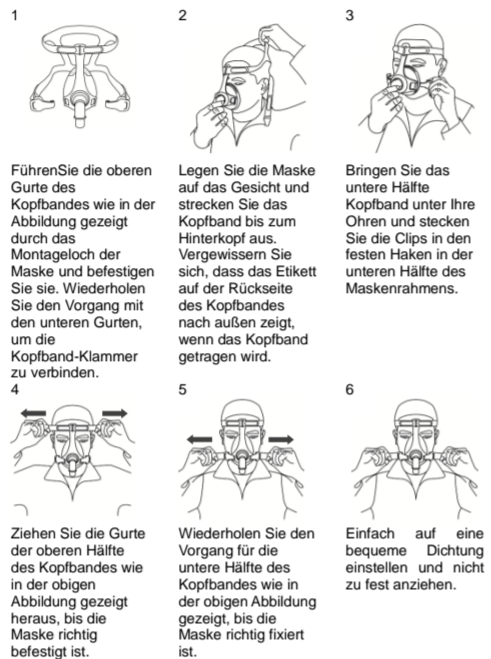 1
FührenSie die oberen
Gurte des
Kopfbandes wie in der
Abbildung gezeigt
durch das
Montageloch der
Maske und befestigen
Sie sie. Wiederholen
Sie den Vorgang mit
den unteren Gurten,
um die
Kopfband-Klammer
zu verbinden.
2
Legen Sie die Maske
auf das Gesicht und
strecken Sie das
Kopfband bis zum
Hinterkopf aus.
Vergewissern Sie
sich, dass das Etikett
auf der Rückseite
des Kopfbandes
nach außen zeigt,
wenn das Kopfband
getragen wird.
3
Bringen Sie das
untere Hälfte
Kopfband unter Ihre
Ohren und stecken
Sie die Clips in den
festen Haken in der
unteren Hälfte des
Maskenrahmens.
4
Ziehen Sie die Gurte
der oberen Hälfte
des Kopfbandes wie
in der obigen
Abbildung gezeigt
heraus, bis die
Maske richtig
befestigt ist.
5
Wiederholen Sie den
Vorgang für die
untere Hälfte des
Kopfbandes wie in
der obigen Abbildung
gezeigt, bis die
Maske richtig fixiert
ist.
6
Einfach auf eine
bequeme Dichtung
einstellen und nicht
zu fest anziehen.